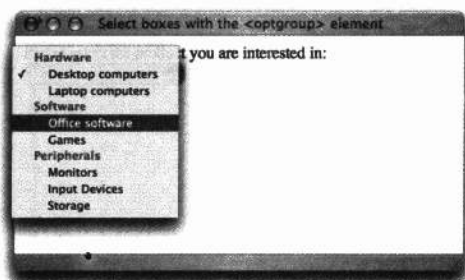 Select boxes with the <optgroup> element
t you are interested in:
Hardware
✓ Desktop computers
Laptop computers
Software
Office software
Games
Peripherals
Monitors
Input Devices
Storage